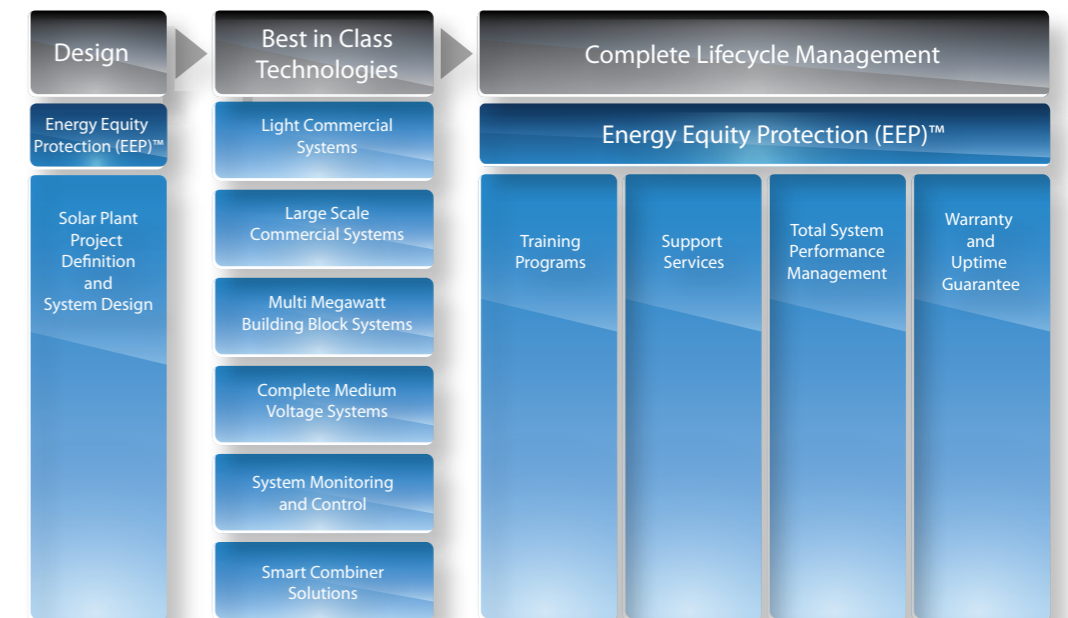 Design
Energy Equity
Protection (EEP)™
Solar Plant
Project
Definition
and
System Design
Best in Class
Technologies
Light Commercial
Systems
Large Scale
Commercial Systems
Multi Megawatt
Building Block Systems
Complete Medium
Voltage Systems
System Monitoring
and Control
Smart Combiner
Solutions
Complete Lifecycle Management
Energy Equity Protection (EEP)™
Training
Programs
Support
Services
Total System
Performance
Management
Warranty
and
Uptime
Guarantee